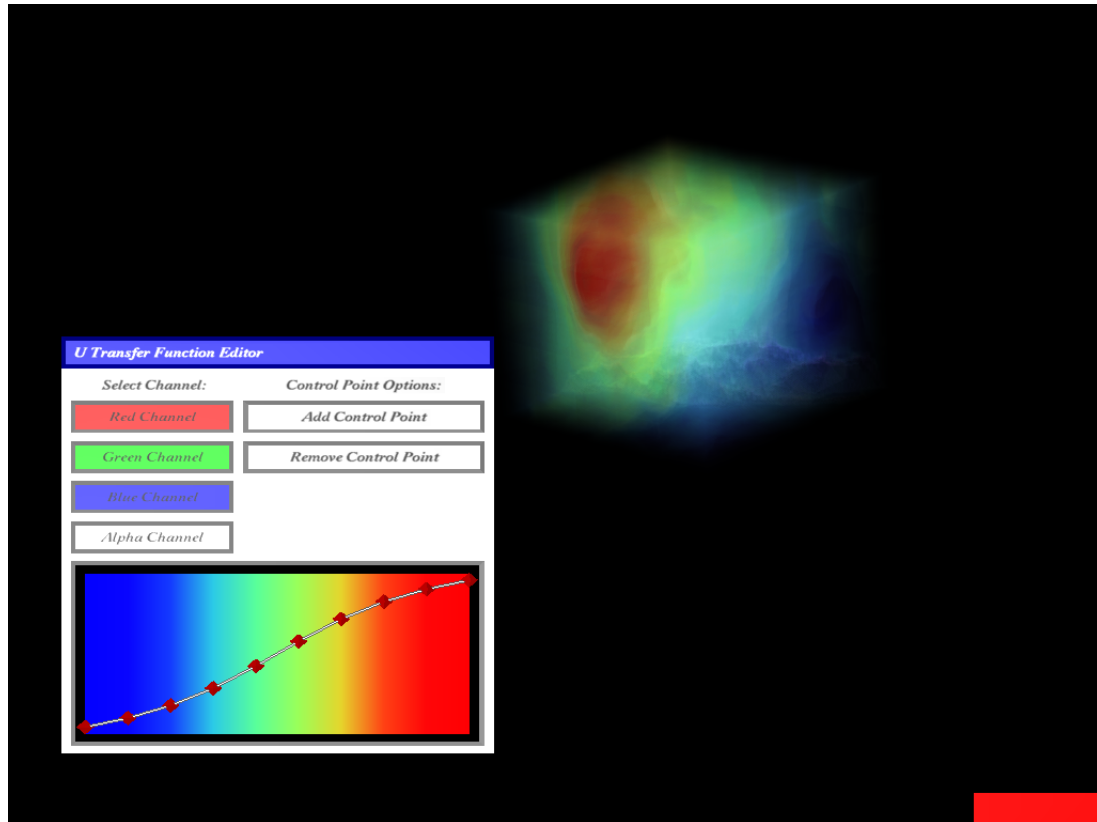 U Transfer Function Editor
Select Channel: Control Point Options:
Red Channel Add Control Point
Green Channel Remove Control Point
Blue Channel
Alpha Channel